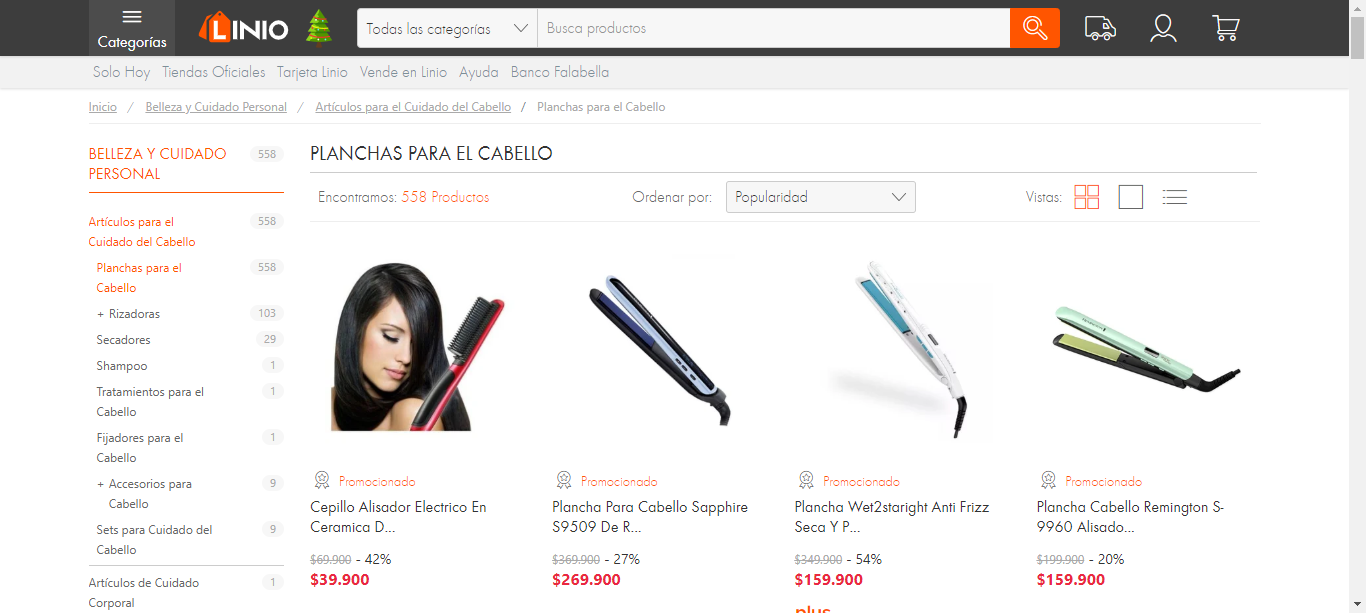 Categorías
LINIO
Todas las categorías
Busca productos
Solo Hoy Tiendas Oficiales Tarjeta Linio Vende en Linio Ayuda Banco Falabella
Inicio / Belleza y Cuidado Personal / Artículos para el Cuidado del Cabello / Planchas para el Cabello
BELLEZA Y CUIDADO 558
PERSONAL
Artículos para el 558
Cuidado del Cabello
Planchas para el 558
Cabello
+ Rizadoras 103
Secadores 29
Shampoo 1
Tratamientos para el 1
Cabello
Fijadores para el 1
Cabello
+ Accesorios para 9
Cabello
Sets para Cuidado del 9
Cabello
Artículos de Cuidado 1
Corporal
PLANCHAS PARA EL CABELLO
Encontramos: 558 Productos
Ordenar por: Popularidad
Vistas:
Promocionado
Cepillo Alisador Electrico En
Ceramica D...
$69.900 - 42%
$39.900
Promocionado
Plancha Para Cabello Sapphire
S9509 De R...
$369.900 - 27%
$269.900
Promocionado
Plancha Wet2staright Anti Frizz
Seca Y P...
$349.900 - 54%
$159.900
plus
Promocionado
Plancha Cabello Remington S-
9960 Alisado...
$199.900 - 20%
$159.900